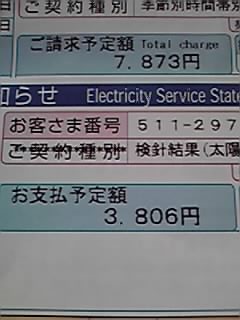 ご契約種別 季節別時間帯
ご請求予定額 Total charge
7.873円
らせ Electricity Service State
お客さま番号 511-297
ご契約種別 検針結果(太陽
お支払予定額
3.806円